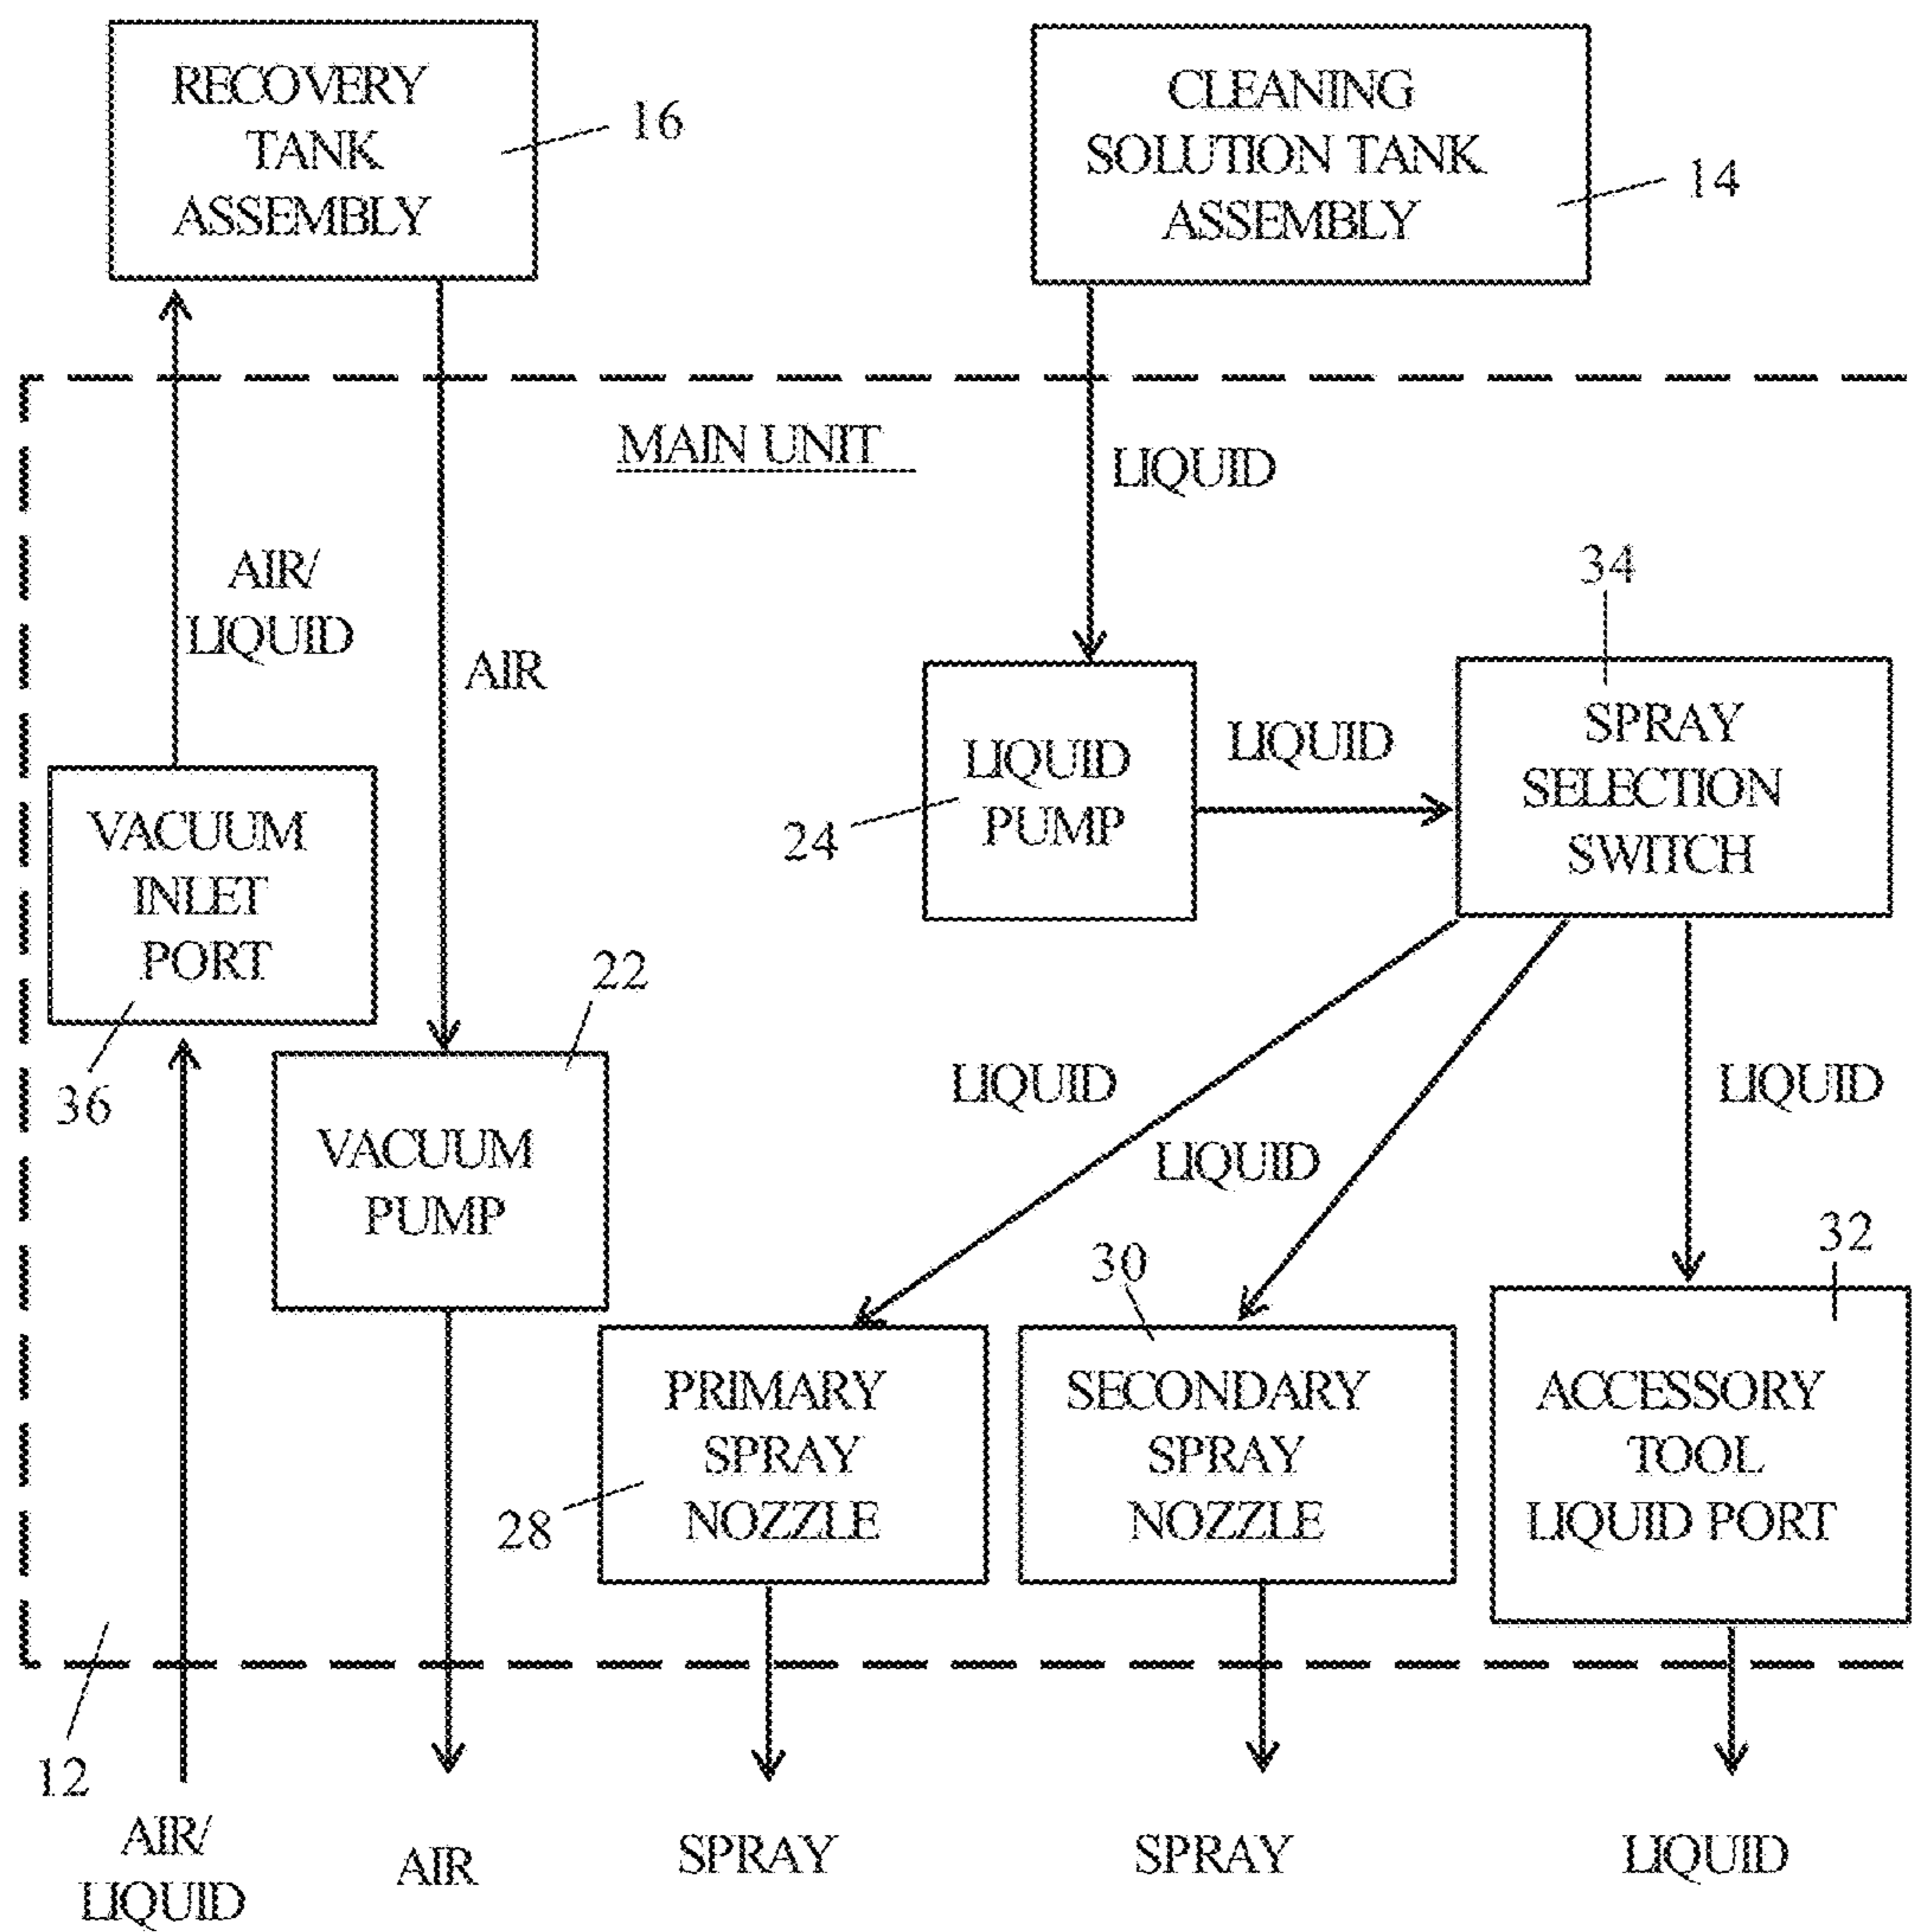 RECOVERY
TANK
ASSEMBLY
16
CLEANING
SOLUTION TANK
ASSEMBLY
14
MAIN UNIT
LIQUID
AIR/
LIQUID
AIR
34
SPRAY
SELECTION
SWITCH
LIQUID
LIQUID
PUMP
24
VACUUM
INLET
PORT
36
22
VACUUM
PUMP
LIQUID
LIQUID
LIQUID
30
32
PRIMARY
SPRAY
NOZZLE
28
SECONDARY
SPRAY
NOZZLE
ACCESSORY
TOOL
LIQUID PORT
12
AIR/
LIQUID
AIR
SPRAY
SPRAY
LIQUID